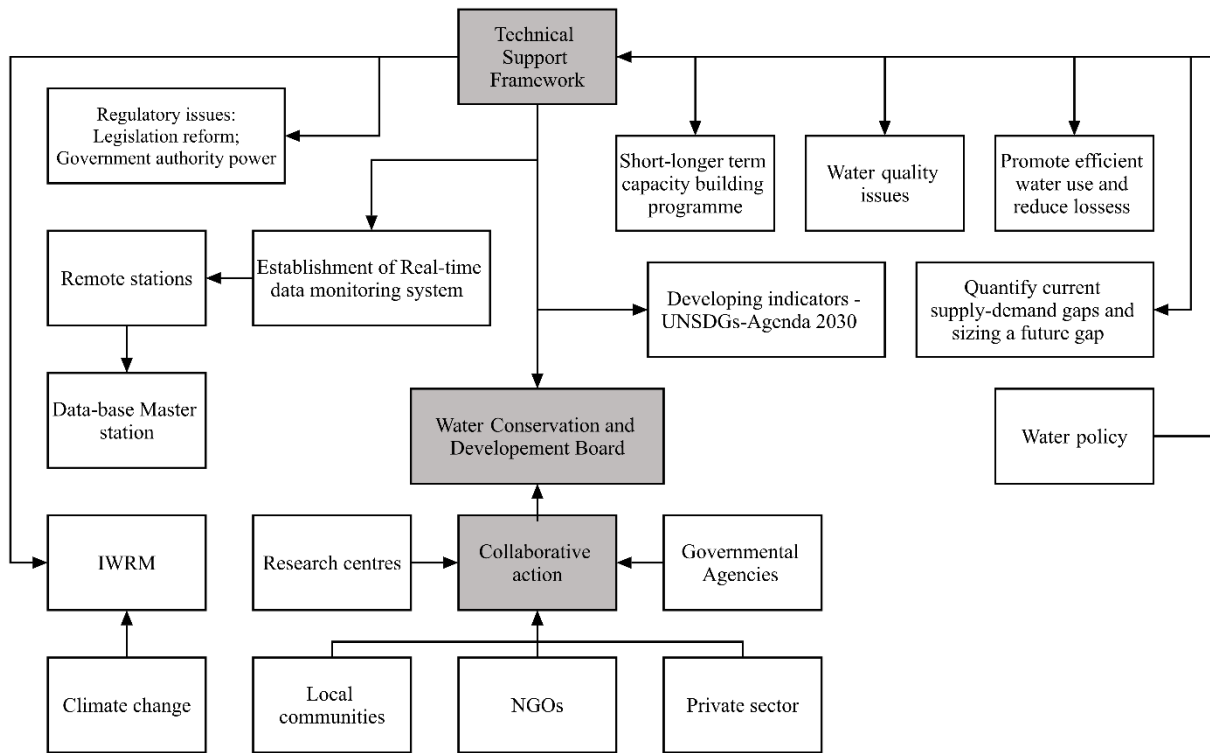 Technical
Support
Framework
Regulatory issues:
Legislation reform;
Government authority power
Short-longer term
capacity building
programme
Water quality
issues
Promote efficient
water use and
reduce lossess
Remote stations
Establishment of Real-time
data monitoring system
Developing indicators -
UNSDGs-Agenda 2030
Quantify current
supply-demand gaps and
sizing a future gap
Data-base Master
station
Water Conservation and
Developement Board
Water policy
IWRM
Research centres
Collaborative
action
Governmental
Agencies
Climate change
Local
communities
NGOs
Private sector